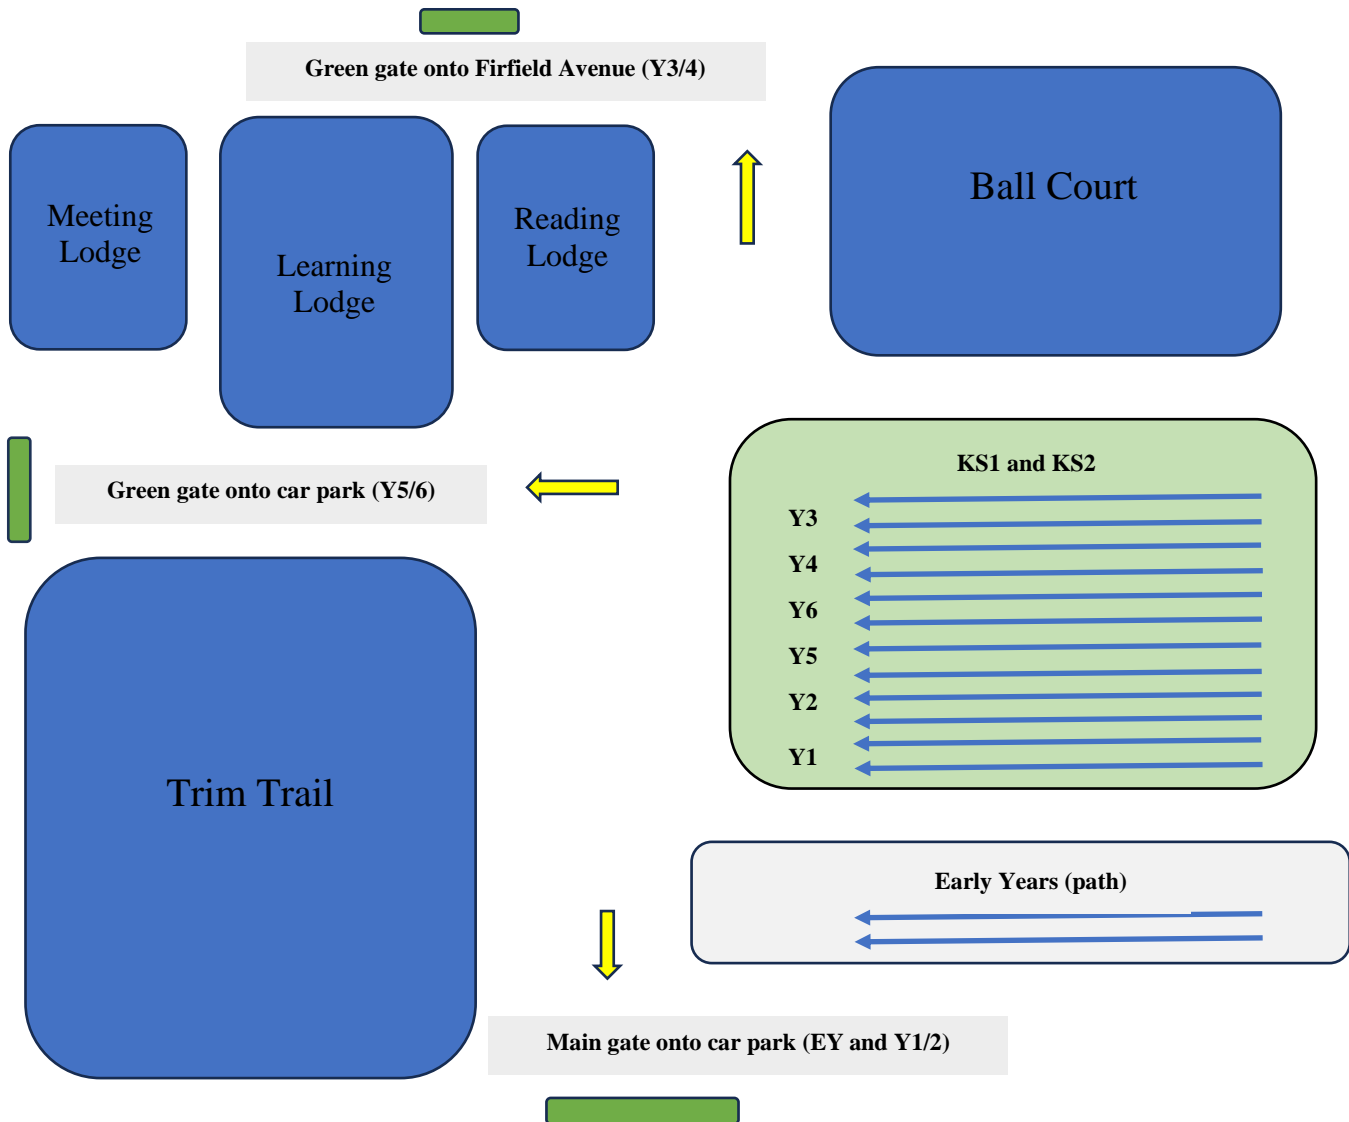 Green gate onto Firfield Avenue (Y3/4)
Meeting
Lodge
Learning
Lodge
Reading
Lodge
Ball Court
Green gate onto car park (Y5/6)
KS1 and KS2
Y3
Y4
Y6
Y5
Y2
Y1
Trim Trail
Early Years (path)
Main gate onto car park (EY and Y1/2)